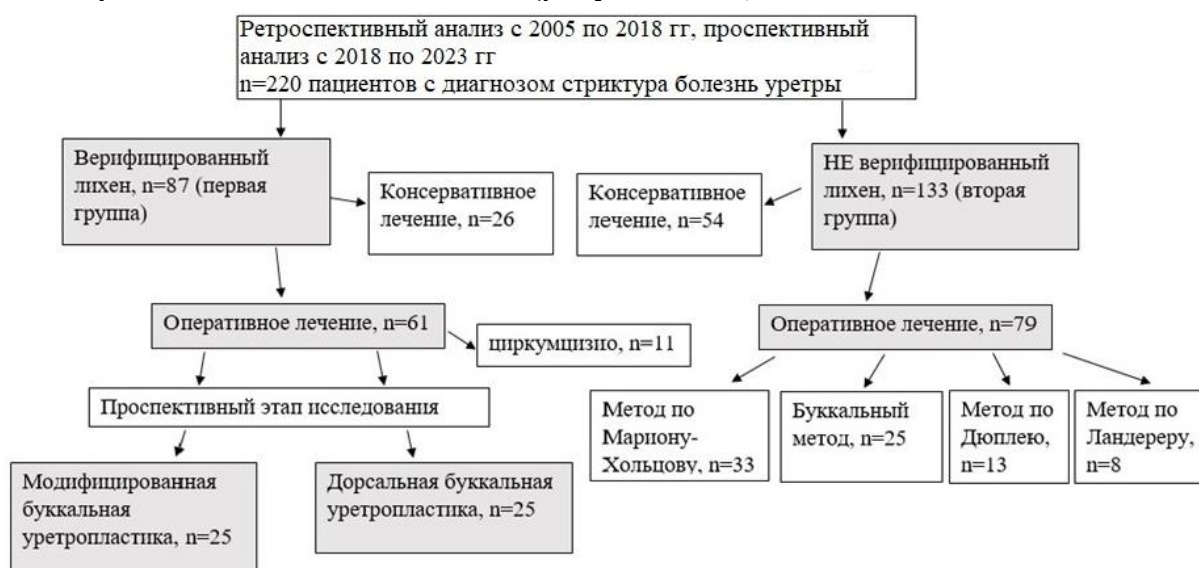 Ретроспективный анализ с 2005 по 2018 гг, проспективный
анализ с 2018 по 2023 гг
n=220 пациентов с диагнозом стриктура болезнь уретры
Верифицированный
лихен, n=87 (первая
группа)
Консервативное
лечение, n=26
Консервативное
лечение, n=54
НЕ верифицированный
лихен, n=133 (вторая
группа)
Оперативное лечение, n=61
циркумцизио, n=11
Оперативное лечение, n=79
Проспективный этап исследования
Метод по
Мариону-
Хольцову, n=33
Буккальный
метод, n=25
Метод по
Дюплею,
n=13
Метод по
Ландереру,
n=8
Модифицированная
буккальная
уретропластика, n=25
Дорсальная буккальная
уретропластика, n=25